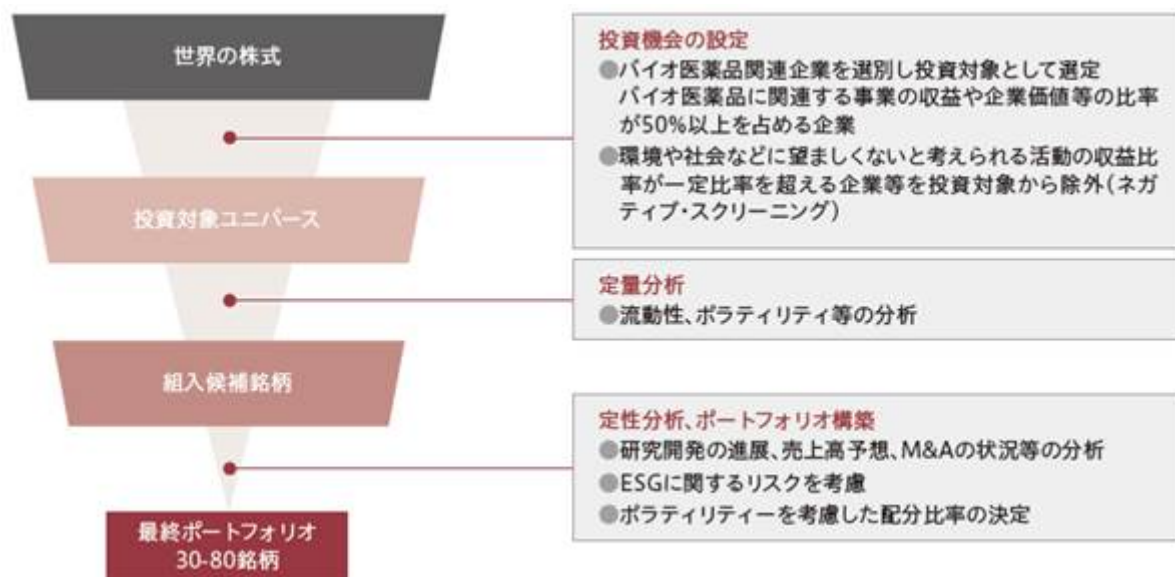 世界の株式
投資機会の設定
●バイオ医薬品関連企業を選別し投資対象として選定
バイオ医薬品に関連する事業の収益や企業価値等の比率
が50%以上を占める企業
●環境や社会などに望ましくないと考えられる活動の収益比
率が一定比率を超える企業等を投資対象から除外(ネガ
ティブ・スクリーニング)
投資対象ユニバース
定量分析
●流動性、ボラティリティ等の分析
組入候補銘柄
定性分析、ポートフォリオ構築
●研究開発の進展、売上高予想、M&Aの状況等の分析
●ESGに関するリスクを考慮
●ボラティリティーを考慮した配分比率の決定
最終ポートフォリオ
30-80銘柄